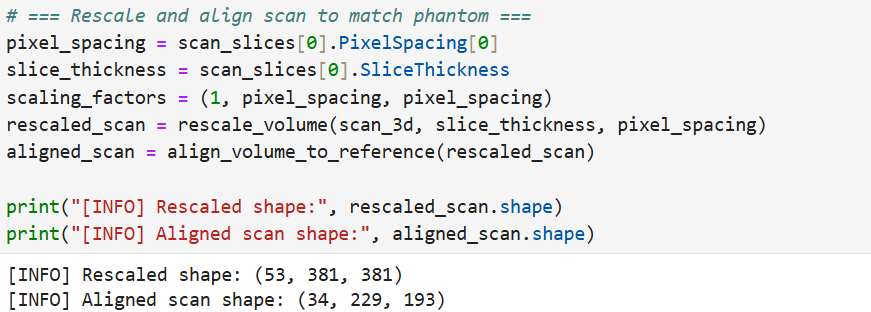 # === Rescale and align scan to match phantom ===
pixel_spacing = scan_slices[0].PixelSpacing[0]
slice_thickness = scan_slices[0].SliceThickness
scaling_factors = (1, pixel_spacing, pixel_spacing)
rescaled_scan = rescale_volume(scan_3d, slice_thickness, pixel_spacing)
aligned_scan = align_volume_to_reference(rescaled_scan)
print("[INFO] Rescaled shape:", rescaled_scan.shape)
print("[INFO] Aligned scan shape:", aligned_scan.shape)
[INFO] Rescaled shape: (53, 381, 381)
[INFO] Aligned scan shape: (34, 229, 193)